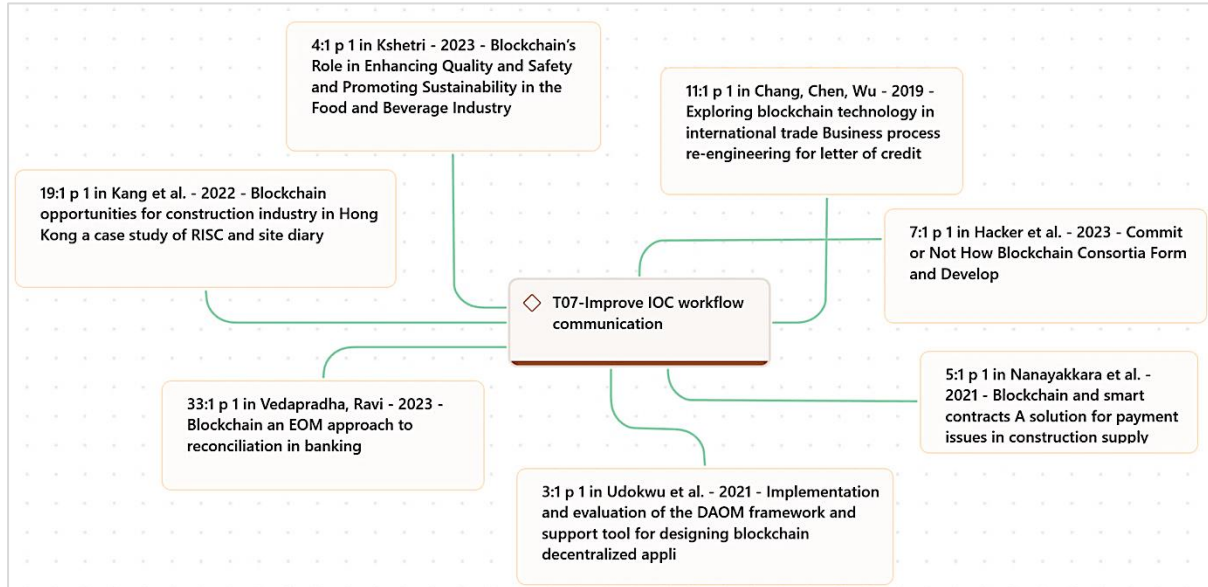 4:1 p 1 in Kshetri - 2023 - Blockchain's
Role in Enhancing Quality and Safety
and Promoting Sustainability in the
Food and Beverage Industry
11:1 p 1 in Chang, Chen, Wu - 2019 -
Exploring blockchain technology in
international trade Business process
re-engineering for letter of credit
19:1 p 1 in Kang et al. - 2022 - Blockchain
opportunities for construction industry in Hong
Kong a case study of RISC and site diary
7:1 p 1 in Hacker et al. - 2023 - Commit
or Not How Blockchain Consortia Form
and Develop
T07-Improve IOC workflow
communication
33:1 p 1 in Vedapradha, Ravi - 2023 -
Blockchain an EOM approach to
reconciliation in banking
5:1 p 1 in Nanayakkara et al. -
2021 - Blockchain and smart
contracts A solution for payment
issues in construction supply
3:1 p 1 in Udokwu et al. - 2021 - Implementation
and evaluation of the DAOM framework and
support tool for designing blockchain
decentralized appli